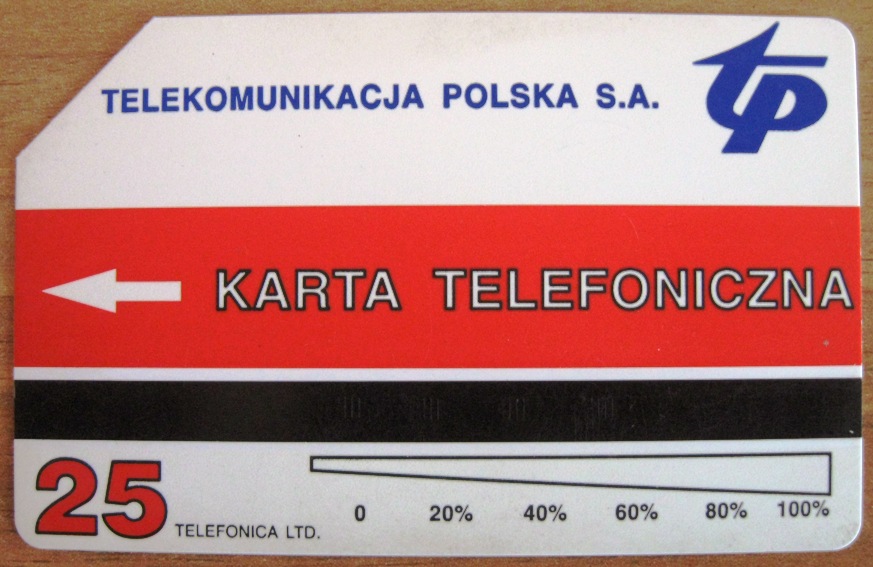 TELEKOMUNIKACJA POLSKA S.A.
tp
KARTA TELEFONICZNA
25
TELEFONICA LTD.
0 20% 40% 60% 80% 100%